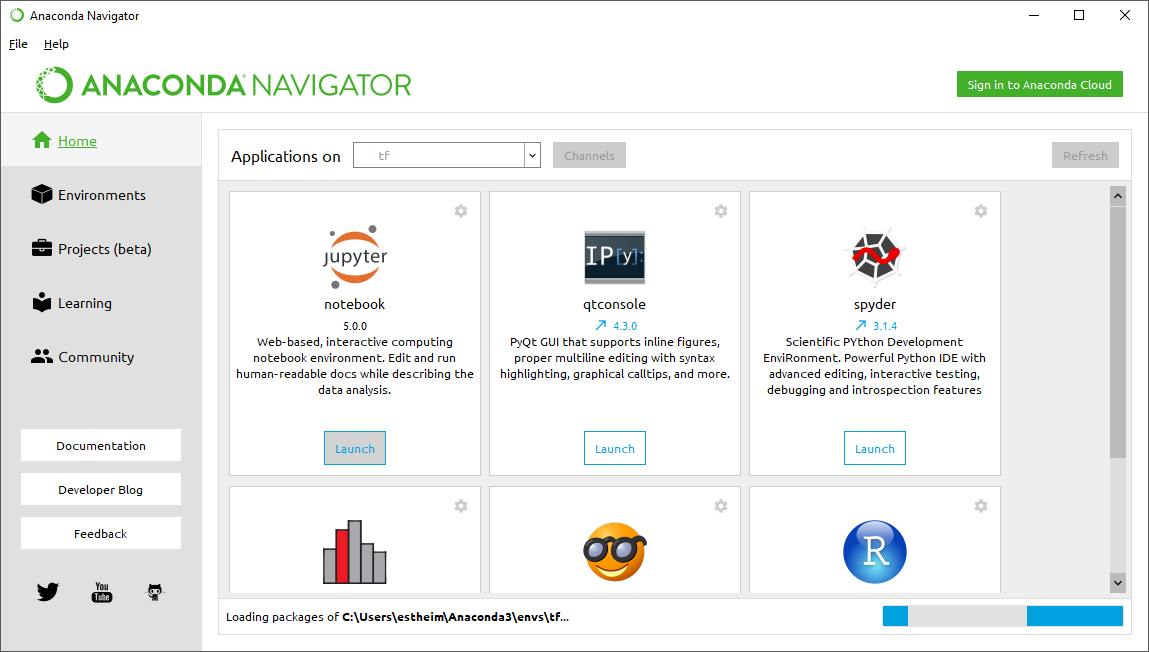 Anaconda Navigator
File Help
ANACONDA NAVIGATOR
Sign in to Anaconda Cloud
Home
Environments
Projects (beta)
Learning
Community
Documentation
Developer Blog
Feedback
You
Tube
Applications on tf Channels Refresh
jupyter
notebook
5.0.0
Web-based, interactive computing
notebook environment. Edit and run
human-readable docs while describing the
data analysis.
Launch
IP[y]:
qtconsole
4.3.0
PyQt GUI that supports inline figures,
proper multiline editing with syntax
highlighting, graphical calltips, and more.
Launch
spyder
3.1.4
Scientific PYthon Development
EnviRonment. Powerful Python IDE with
advanced editing, interactive testing,
debugging and introspection features
Launch
R
Loading packages of C:\Users\estheim\Anaconda3\envs\tf...